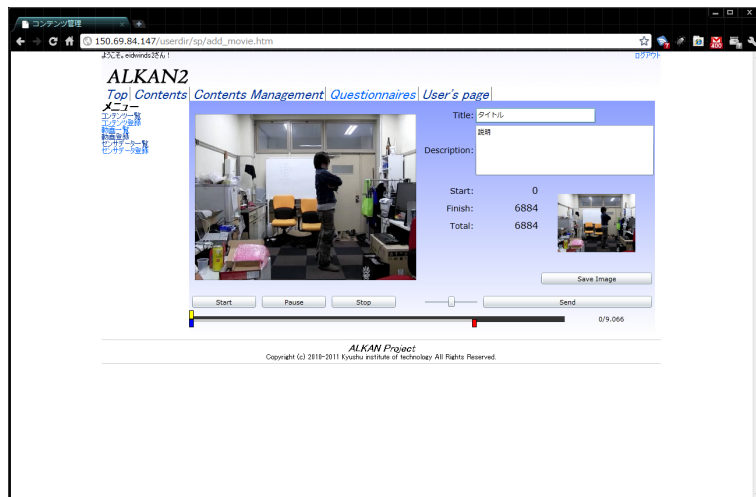 コンテンツ管理
150.69.84.147/userdir/sp/add_movie.htm
ようこそ。eidwinds2さん！
ログアウト
ALKAN2
Top Contents Contents Management Questionnaires User's page
メニュー
コンテンツ一覧
コンテンツ登録
動画一覧
動画登録
センサデータ一覧
センサデータ登録
Title: タイトル
Description: 説明
Start: 0
Finish: 6884
Total: 6884
Save Image
Start Pause Stop Send
0/9.066
ALKAN Project
Copyright (c) 2010-2011 Kyushu institute of technology All Rights Reserved.